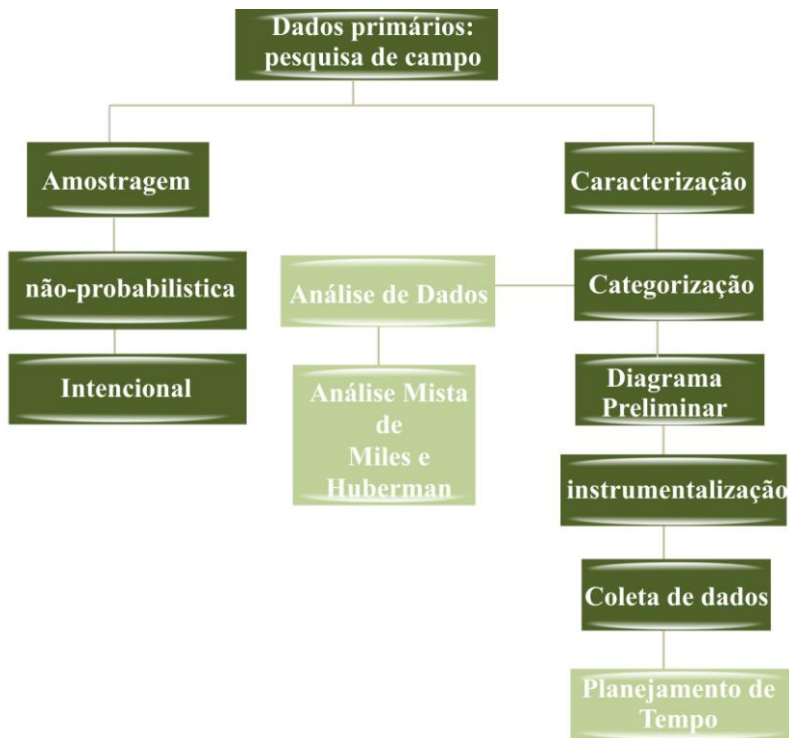 Dados primários:
pesquisa de campo
Amostragem
não-probabilistica
Intencional
Caracterização
Categorização
Análise de Dados
Análise Mista
de
Miles e
Huberman
Diagrama
Preliminar
instrumentalização
Coleta de dados
Planejamento de
Tempo